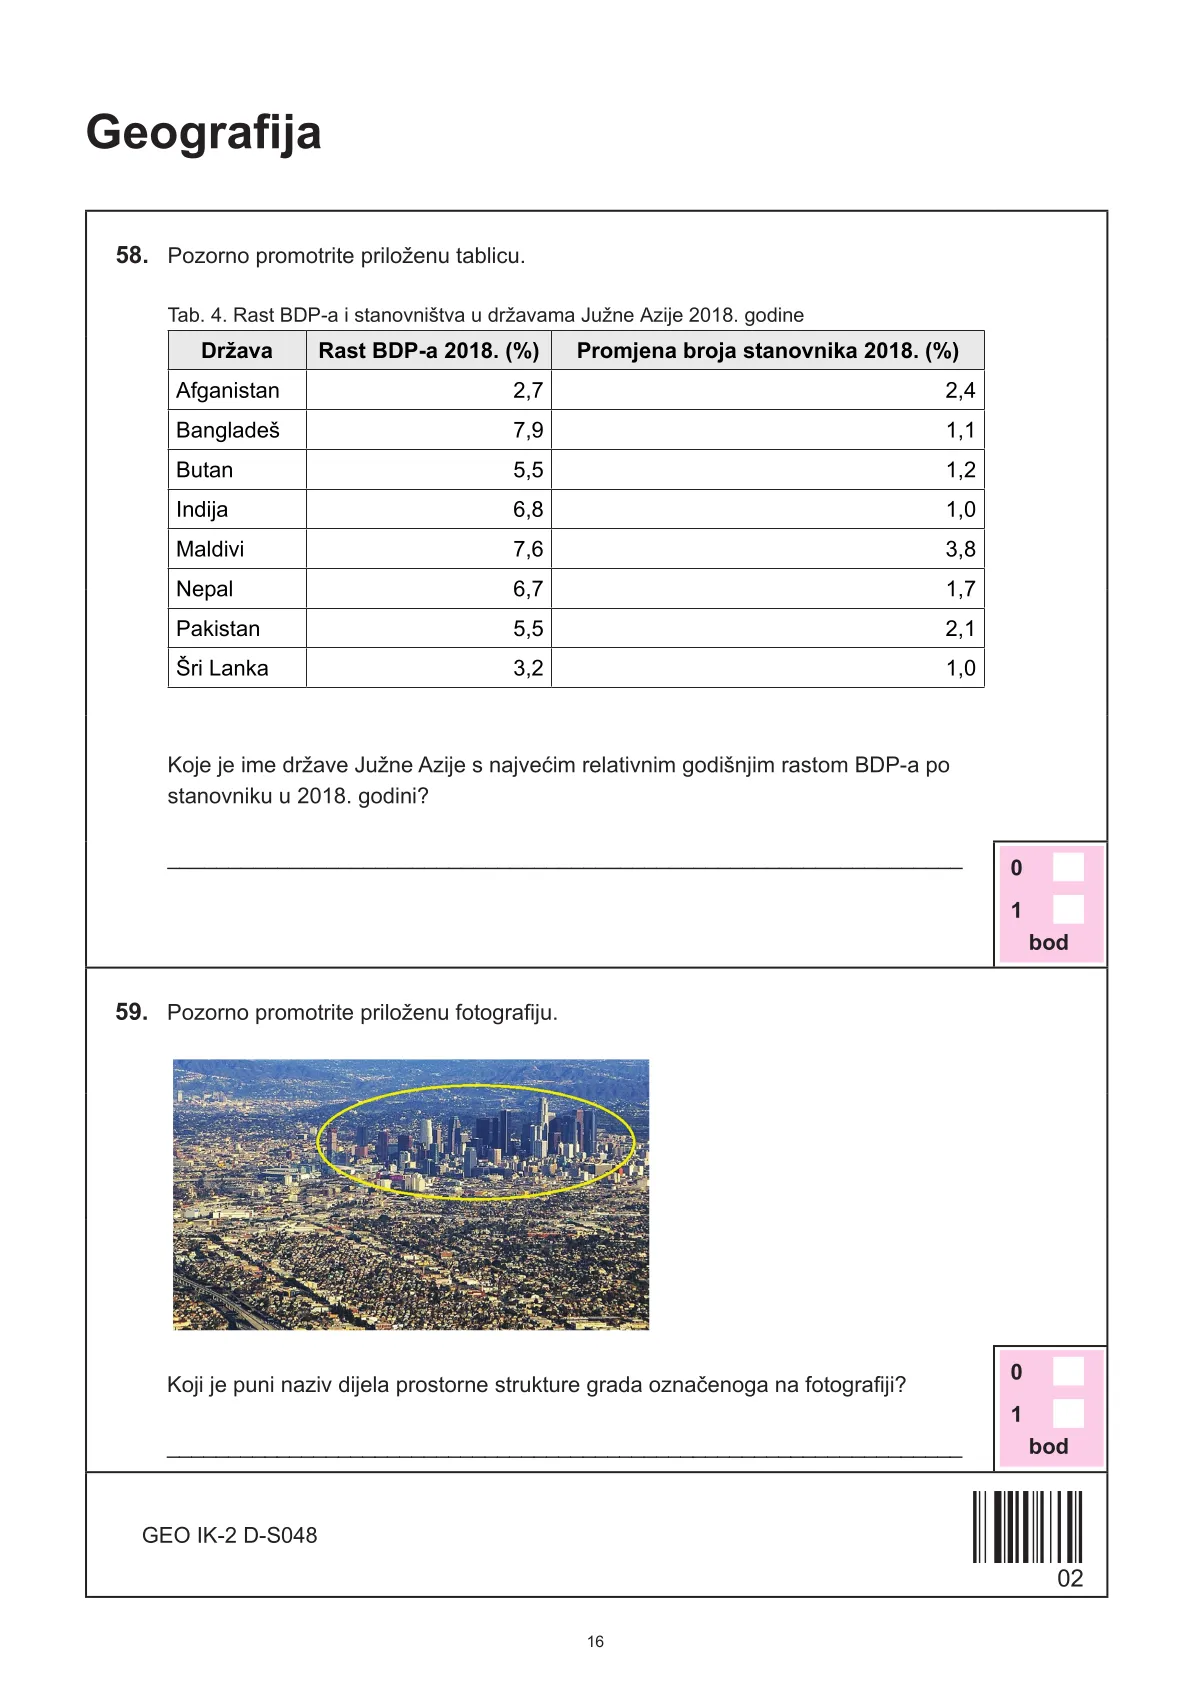 Geografija
58. Pozorno promotrite priloženu tablicu.
Tab. 4. Rast BDP-a i stanovništva u državama Južne Azije 2018. godine
Država Rast BDP-a 2018. (%) Promjena broja stanovnika 2018. (%)
Afganistan 2,7 2,4
Bangladeš 7,9 1,1
Butan 5,5 1,2
Indija 6,8 1,0
Maldivi 7,6 3,8
Nepal 6,7 1,7
Pakistan 5,5 2,1
Šri Lanka 3,2 1,0
Koje je ime države Južne Azije s najvećim relativnim godišnjim rastom BDP-a po
stanovniku u 2018. godini?
0
1
bod
59. Pozorno promotrite priloženu fotografiju.
Koji je puni naziv dijela prostorne strukture grada označenoga na fotografiji?
0
1
bod
GEO IK-2 D-S048
02
16